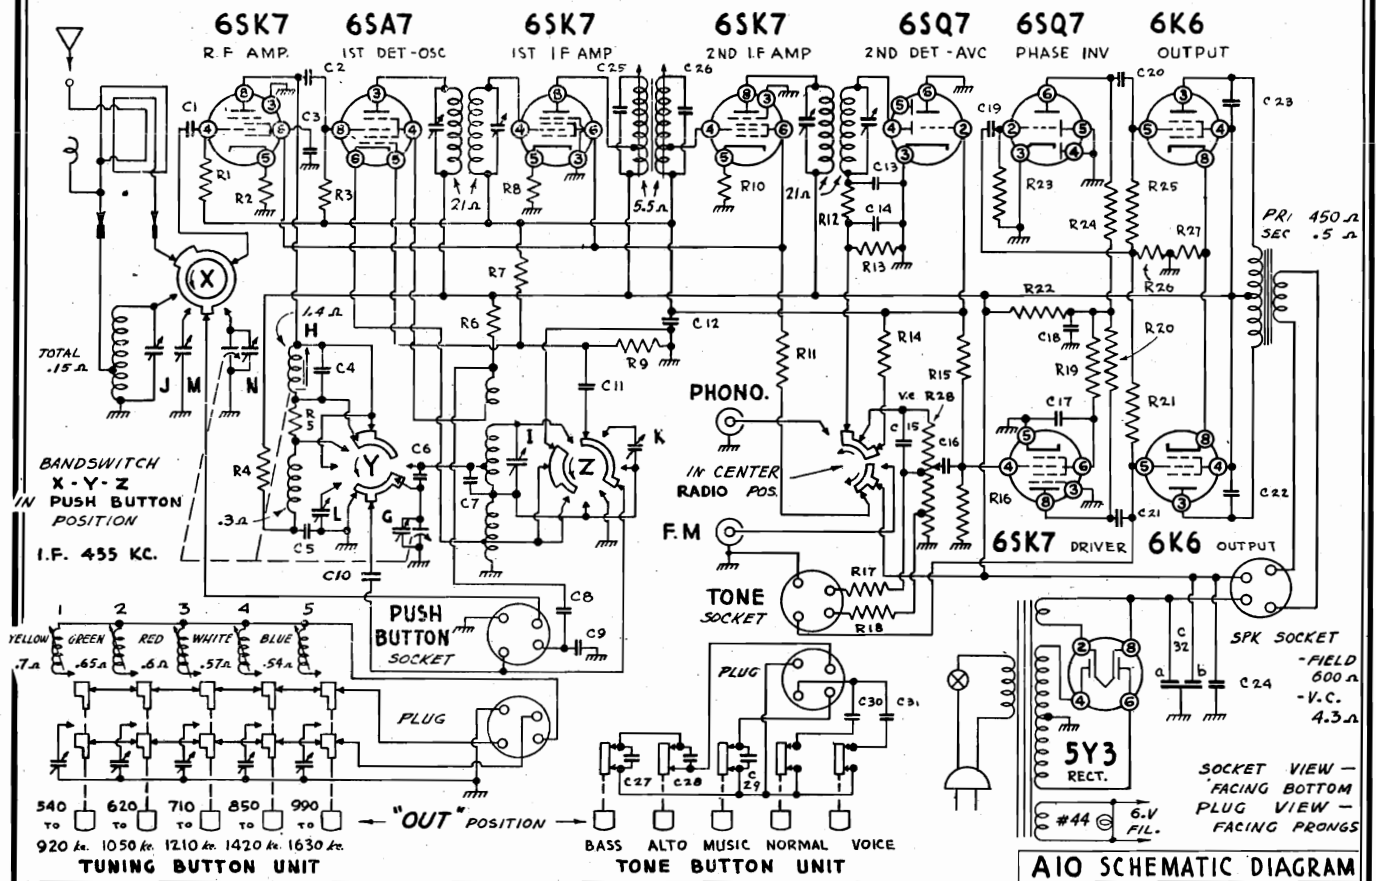 6SK7 6SA7 6SK7 6SK7 6SQ7 6SQ7 6K6
R.F AMP. 1ST DET-OSC 1ST I F AMP 2ND I.F AMP 2ND DET-AVC PHASE INV OUTPUT
C2 C25 C26 C20
C1 C3 C19 C23
R1 R2 R3 R8 R10 C13 R23 R25
21Ω 5.5Ω 21Ω R12 C14 R24 R27
R13 R26
PRI 450Ω
SEC .5Ω
R7 R22
X
1.4Ω R6 C12 C18 R20
H R14
TOTAL
.15Ω
J M N C4 R9 R11 R19
C11 R15
PHONO. V.C R28
R5 C15 C17 R21
I K C16
BANDSWITCH
X-Y-Z
IN PUSH BUTTON
POSITION
R4 Y C6 Z
IN CENTER
RADIO POS.
C7 R16 C22
.3Ω L G F.M C21
I.F. 455 KC.
C5 6SK7 DRIVER 6K6 OUTPUT
C10
TONE
SOCKET
R17
R18
C8
C9
PUSH
BUTTON
SOCKET
1 2 3 4 5
YELLOW GREEN RED WHITE BLUE
.7Ω .65Ω .6Ω .57Ω .54Ω
SPK SOCKET
-FIELD
600Ω
-V.C.
4.3Ω
C
32
a b C24
PLUG PLUG
C30 C31
5Y3
RECT.
C27 C28 C29
SOCKET VIEW —
FACING BOTTOM
PLUG VIEW —
FACING PRONGS
540 620 710 850 990
TO TO TO TO TO
920 kc. 1050 kc. 1210 kc. 1420 kc. 1630 kc.
"OUT" POSITION
#44 6.V
FIL.
BASS ALTO MUSIC NORMAL VOICE
TUNING BUTTON UNIT TONE BUTTON UNIT
A10 SCHEMATIC DIAGRAM